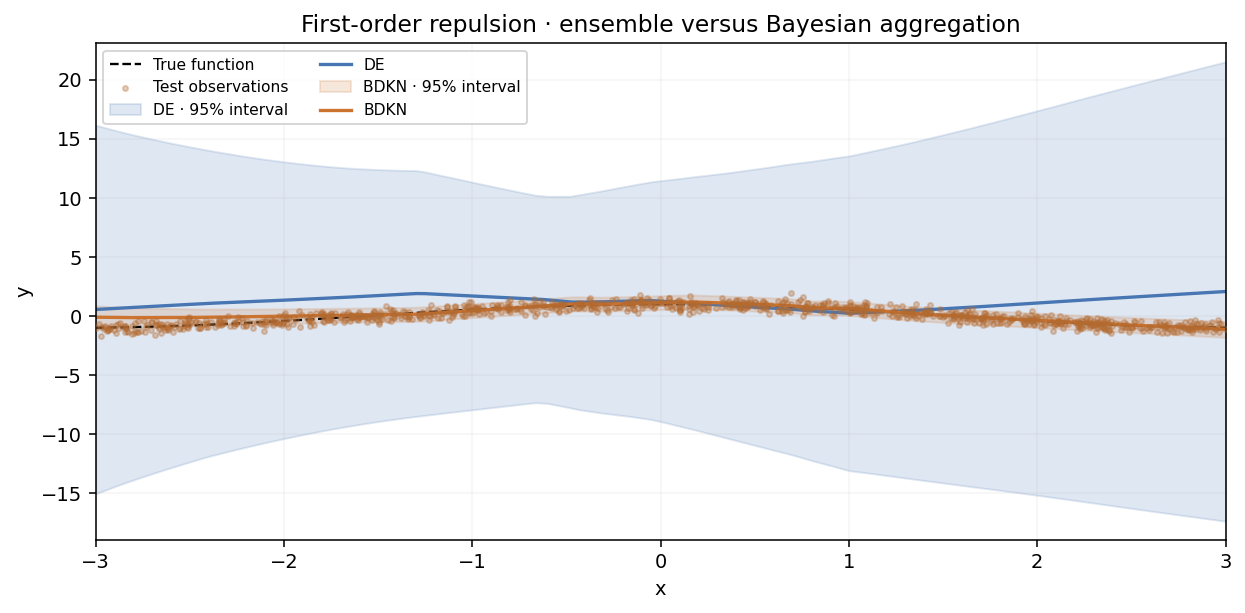 First-order repulsion · ensemble versus Bayesian aggregation
True function
Test observations
DE · 95% interval
DE
BDKN · 95% interval
BDKN
20
15
10
5
0
−5
−10
−15
y
−3
−2
−1
0
1
2
3
x